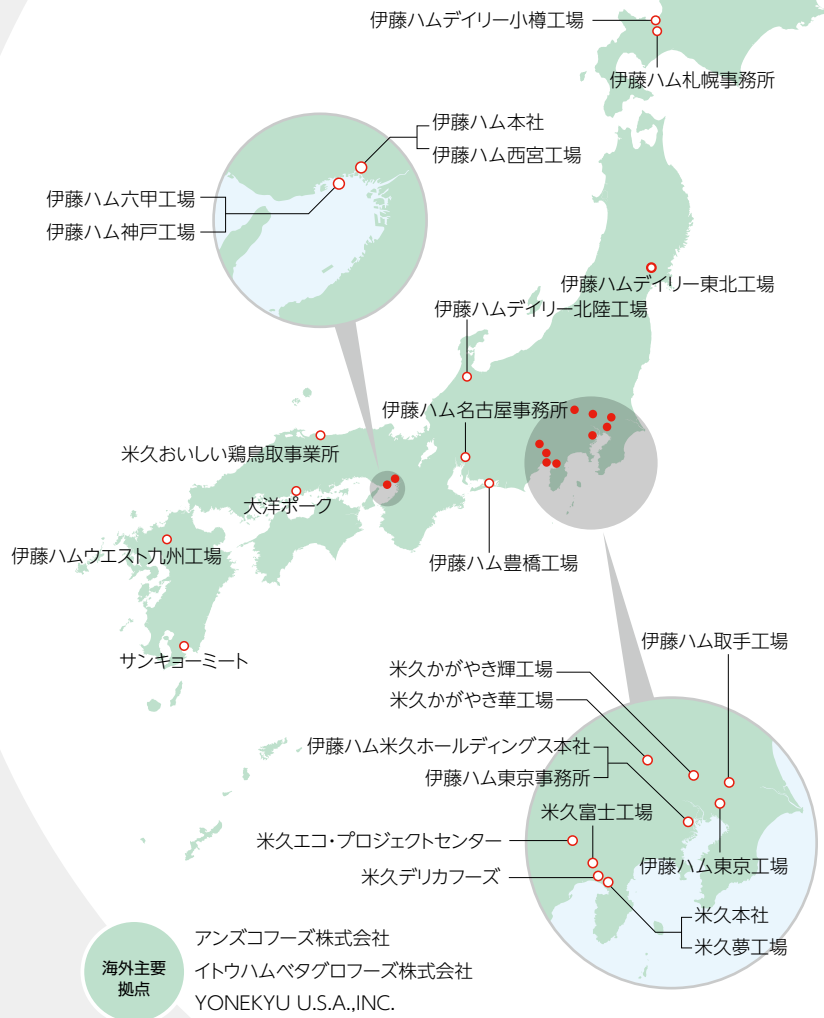 伊藤ハムデイリー小樽工場
伊藤ハム札幌事務所
伊藤ハム本社
伊藤ハム西宮工場
伊藤ハム六甲工場
伊藤ハム神戸工場
伊藤ハムデイリー東北工場
伊藤ハムデイリー北陸工場
伊藤ハム名古屋事務所
米久おいしい鶏鳥取事業所
大洋ポーク
伊藤ハムウエスト九州工場
伊藤ハム豊橋工場
サンキョーミート
伊藤ハム取手工場
米久かがやき輝工場
米久かがやき華工場
伊藤ハム米久ホールディングス本社
伊藤ハム東京事務所
米久富士工場
米久エコ・プロジェクトセンター
伊藤ハム東京工場
米久デリカフーズ
米久本社
米久夢工場
海外主要
拠点
アンズコフーズ株式会社
イトウハムベタグロフーズ株式会社
YONEKYU U.S.A.,INC.